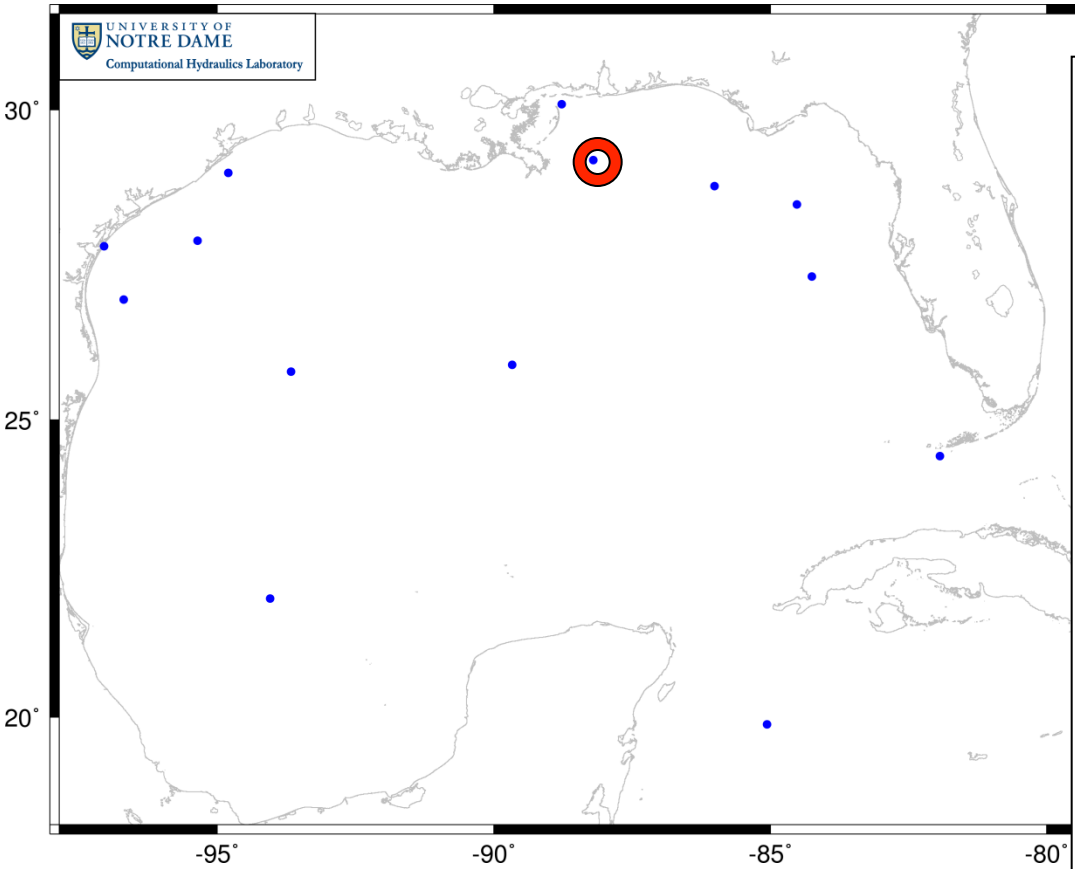 UNIVERSITY OF
NOTRE DAME
Computational Hydraulics Laboratory
30˚
25˚
20˚
-95˚
-90˚
-85˚
-80˚